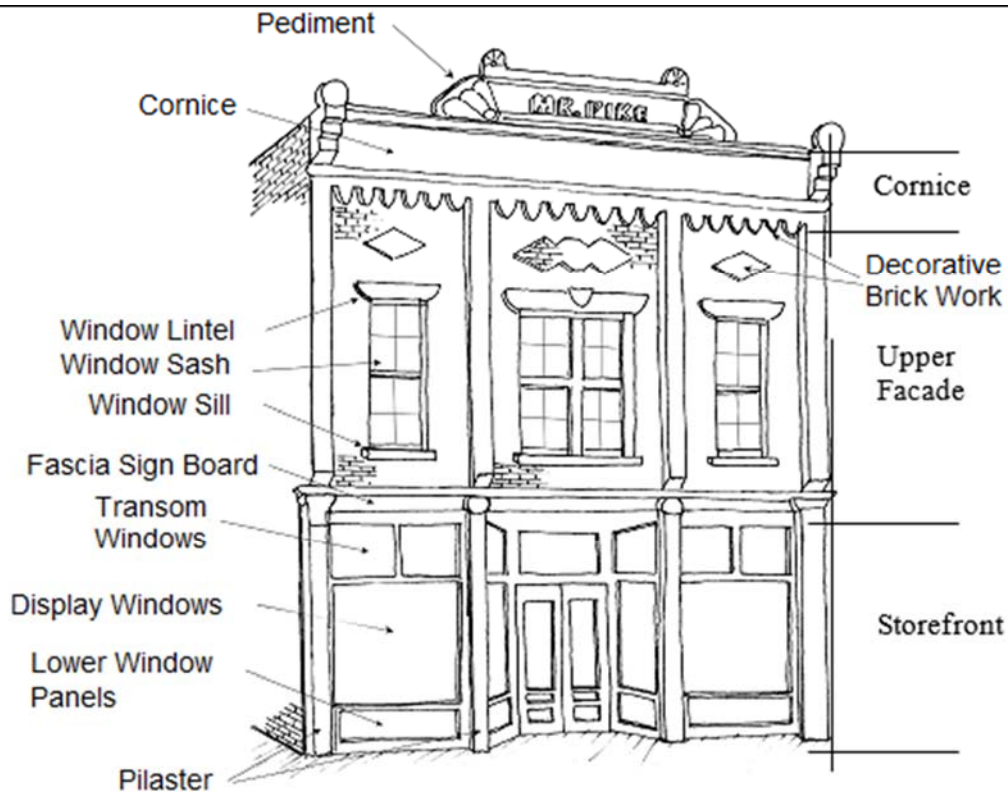 Pediment
MR. PIKE
Cornice
Cornice
Decorative
Brick Work
Window Lintel
Window Sash
Window Sill
Upper
Facade
Fascia Sign Board
Transom
Windows
Display Windows
Storefront
Lower Window
Panels
Pilaster